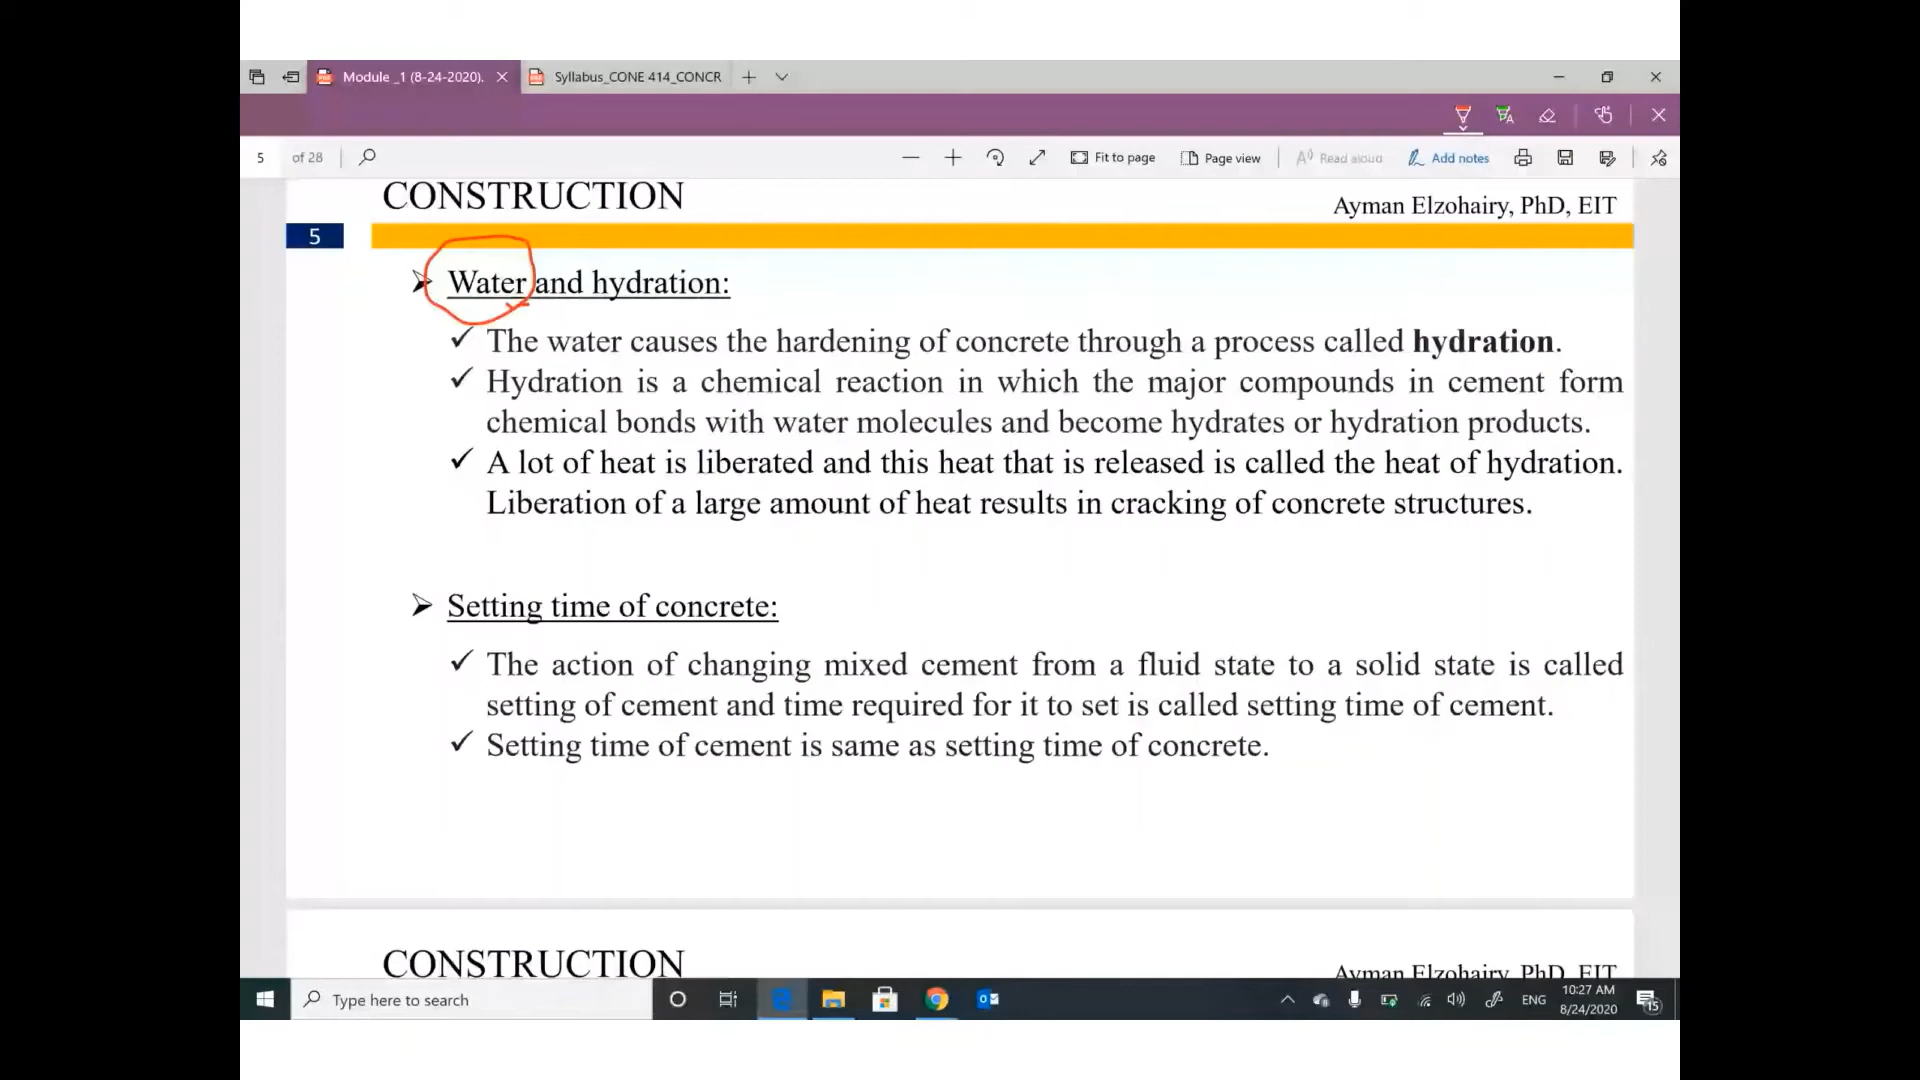 Module _1 (8-24-2020).
Syllabus_CONE 414_CONCR
5 of 28
Fit to page
Page view
Read aloud
Add notes
CONSTRUCTION
Ayman Elzohairy, PhD, EIT
5
Water and hydration:
The water causes the hardening of concrete through a process called hydration.
Hydration is a chemical reaction in which the major compounds in cement form
chemical bonds with water molecules and become hydrates or hydration products.
A lot of heat is liberated and this heat that is released is called the heat of hydration.
Liberation of a large amount of heat results in cracking of concrete structures.
Setting time of concrete:
The action of changing mixed cement from a fluid state to a solid state is called
setting of cement and time required for it to set is called setting time of cement.
Setting time of cement is same as setting time of concrete.
CONSTRUCTION
Ayman Elzohairy, PhD, EIT
Type here to search
ENG
10:27 AM
8/24/2020
15